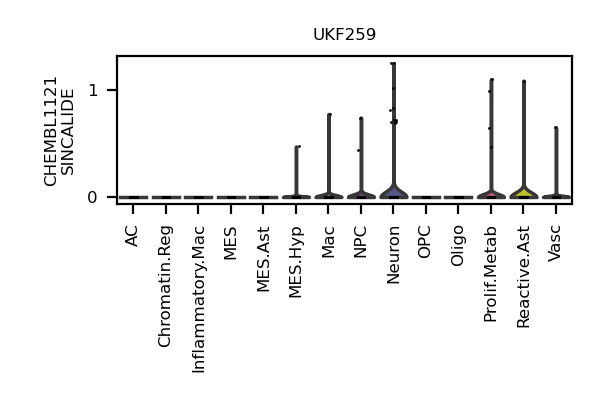 UKF259
CHEMBL1121
SINCALIDE
1
0
AC
Chromatin.Reg
Inflammatory.Mac
MES
MES.Ast
MES.Hyp
Mac
NPC
Neuron
OPC
Oligo
Prolif.Metab
Reactive.Ast
Vasc